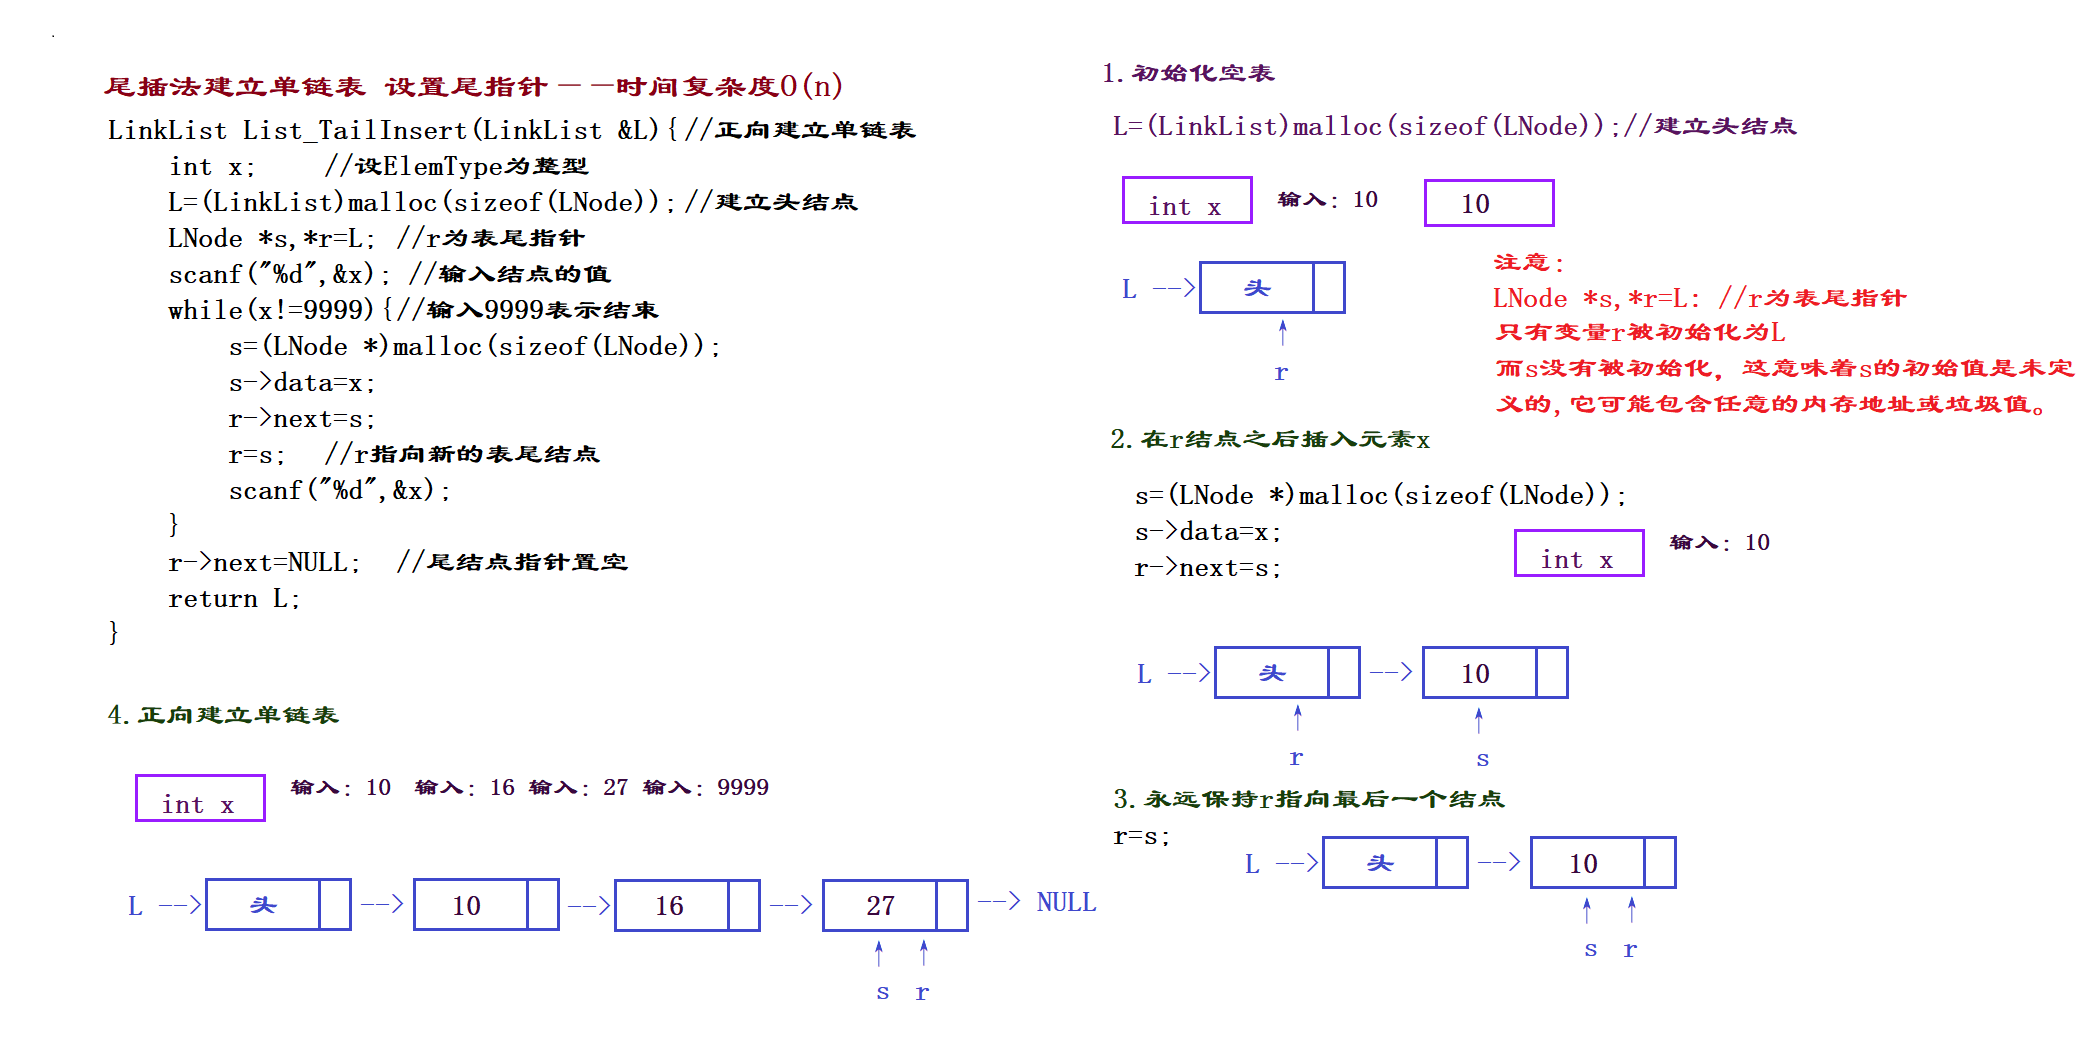 尾插法建立单链表 设置尾指针——时间复杂度O(n)
LinkList List_TailInsert(LinkList &L){//正向建立单链表
int x; //设ElemType为整型
L=(LinkList)malloc(sizeof(LNode));//建立头结点
LNode *s,*r=L; //r为表尾指针
scanf("%d",&x); //输入结点的值
while(x!=9999){//输入9999表示结束
s=(LNode *)malloc(sizeof(LNode));
s->data=x;
r->next=s;
r=s; //r指向新的表尾结点
scanf("%d",&x);
}
r->next=NULL; //尾结点指针置空
return L;
}
4.正向建立单链表
int x 输入：10 输入：16 输入：27 输入：9999
L --> 头 --> 10 --> 16 --> 27 --> NULL
s r
1.初始化空表
L=(LinkList)malloc(sizeof(LNode));//建立头结点
int x 输入：10 10
L --> 头
r
注意：
LNode *s,*r=L: //r为表尾指针
只有变量r被初始化为L
而s没有被初始化，这意味着s的初始值是未定
义的,它可能包含任意的内存地址或垃圾值。
2.在r结点之后插入元素x
s=(LNode *)malloc(sizeof(LNode));
s->data=x;
r->next=s;
int x 输入：10
L --> 头 --> 10
r s
3.永远保持r指向最后一个结点
r=s;
L --> 头 --> 10
s r